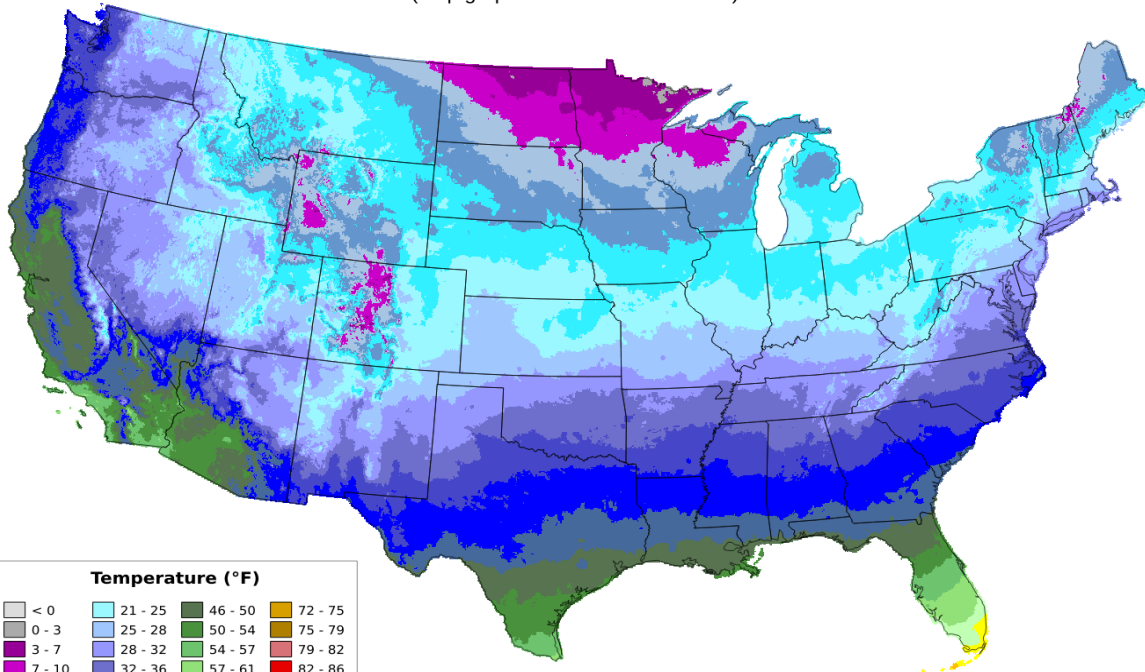 Temperature (°F)
< 0 21 - 25 46 - 50 72 - 75
0 - 3 25 - 28 50 - 54 75 - 79
3 - 7 28 - 32 54 - 57 79 - 82
7 - 10 32 - 36 57 - 61 82 - 86